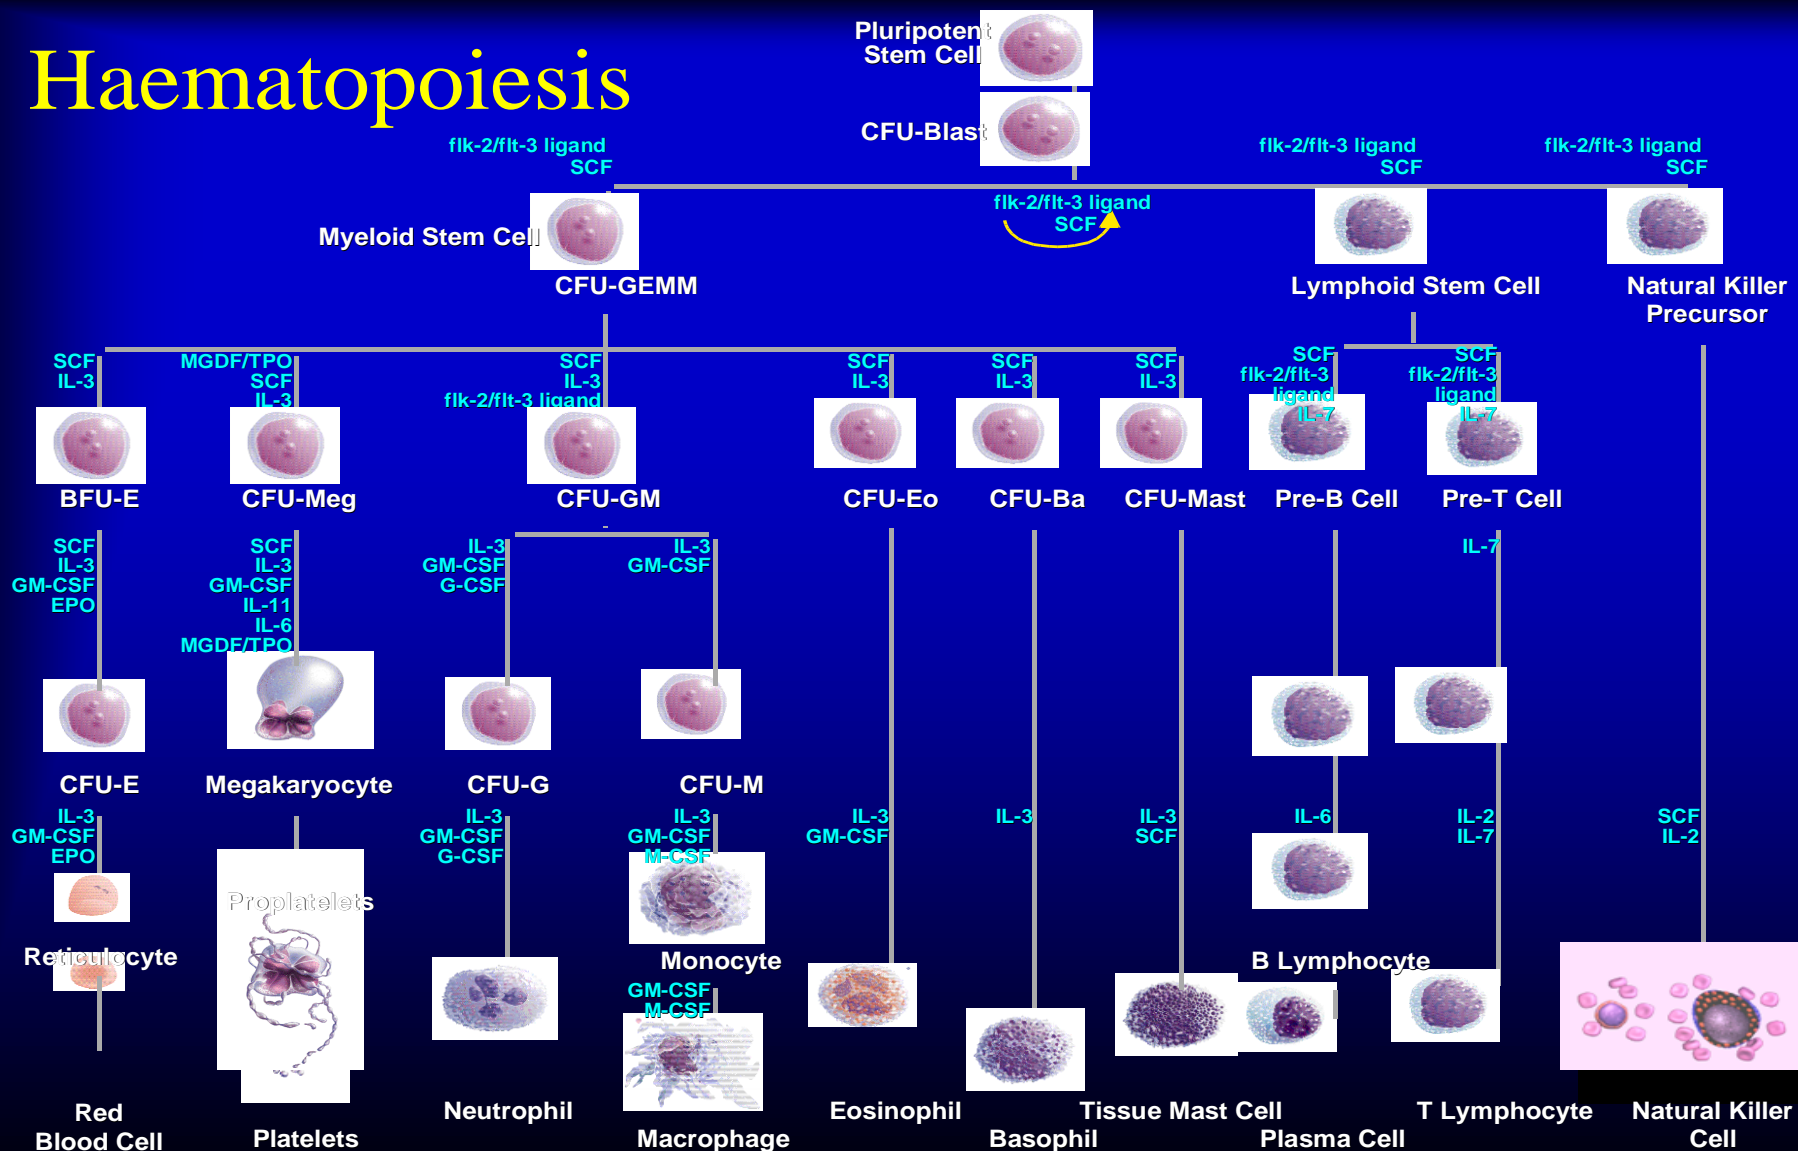 Haematopoiesis
Pluripotent
Stem Cell
CFU-Blast
flk-2/flt-3 ligand
SCF
flk-2/flt-3 ligand
SCF
flk-2/flt-3 ligand
SCF
flk-2/flt-3 ligand
SCF
Myeloid Stem Cell
CFU-GEMM
Lymphoid Stem Cell
Natural Killer
Precursor
SCF
IL-3
MGDF/TPO
SCF
IL-3
SCF
IL-3
flk-2/flt-3 ligand
SCF
IL-3
SCF
IL-3
SCF
IL-3
SCF
flk-2/flt-3
ligand
IL-7
SCF
flk-2/flt-3
ligand
IL-7
BFU-E
CFU-Meg
CFU-GM
CFU-Eo
CFU-Ba
CFU-Mast
Pre-B Cell
Pre-T Cell
SCF
IL-3
GM-CSF
EPO
SCF
IL-3
GM-CSF
IL-11
IL-6
MGDF/TPO
IL-3
GM-CSF
G-CSF
IL-3
GM-CSF
IL-7
CFU-E
Megakaryocyte
CFU-G
CFU-M
IL-3
GM-CSF
EPO
IL-3
GM-CSF
G-CSF
IL-3
GM-CSF
M-CSF
IL-3
GM-CSF
IL-3
IL-3
SCF
IL-6
IL-2
IL-7
SCF
IL-2
Proplatelets
Reticulocyte
Monocyte
B Lymphocyte
GM-CSF
M-CSF
Red
Blood Cell
Platelets
Neutrophil
Macrophage
Eosinophil
Basophil
Tissue Mast Cell
Plasma Cell
T Lymphocyte
Natural Killer
Cell